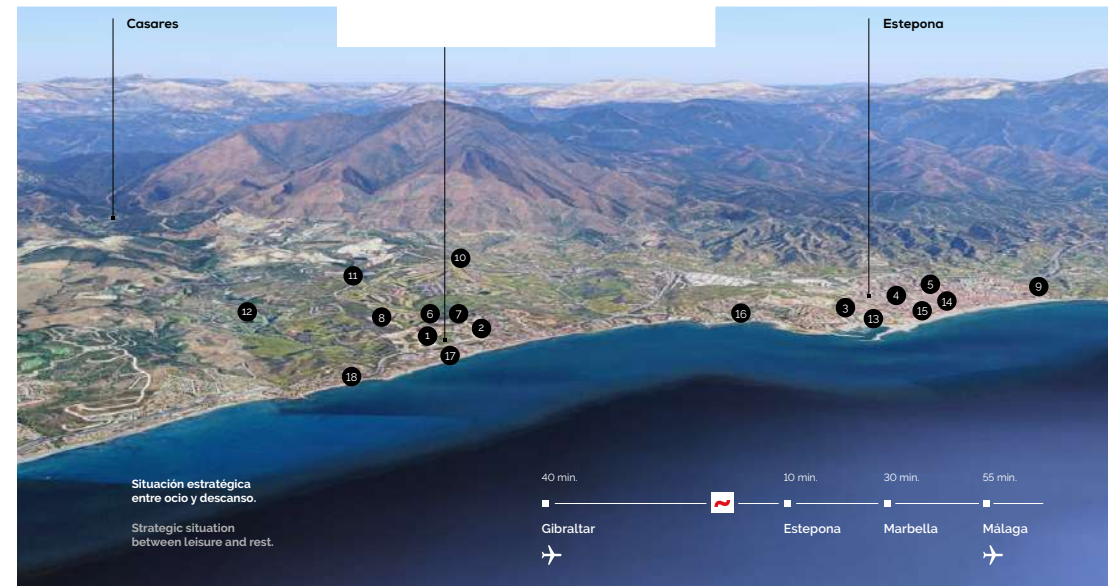 Casares
Estepona
10
5
11
9
4
14
3
12
6
7
15
16
8
13
2
1
17
18
Situación estratégica
entre ocio y descanso.
Strategic situation
between leisure and rest.
40 min.
10 min.
30 min.
55 min.
Gibraltar
Estepona
Marbella
Málaga